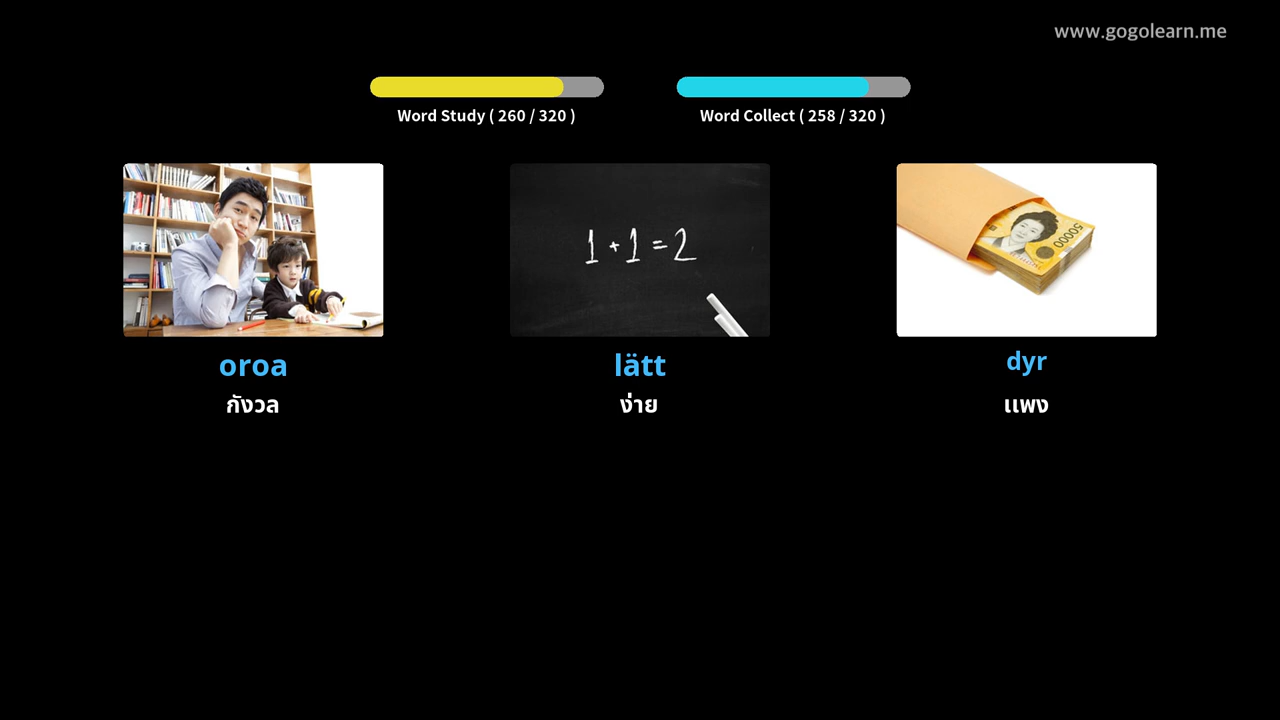 www.gogolearn.me
Word Study ( 260 / 320 )
Word Collect ( 258 / 320 )
1+1=2
50000
oroa
lätt
dyr
กังวล
ง่าย
แพง